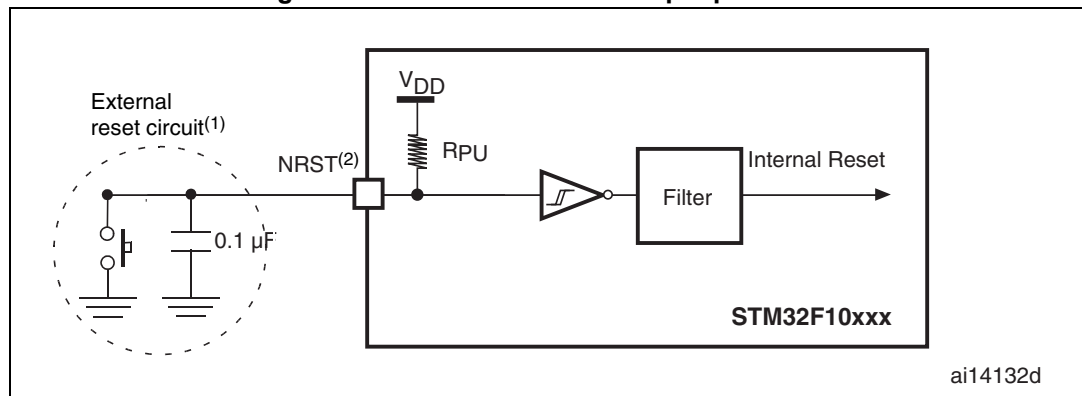 External
reset circuit(1)
VDD
RPU
NRST(2)
Internal Reset
Filter
0.1 µF
STM32F10xxx
ai14132d